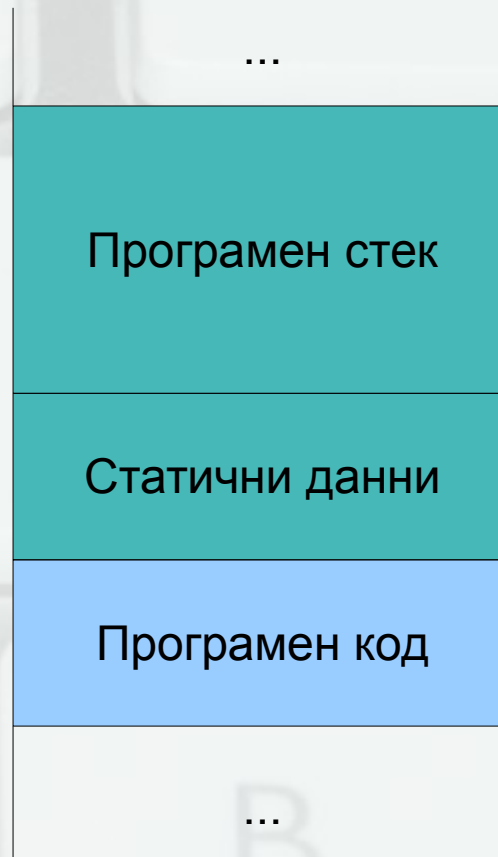 ...
Програмен стек
Статични данни
Програмен код
...
B